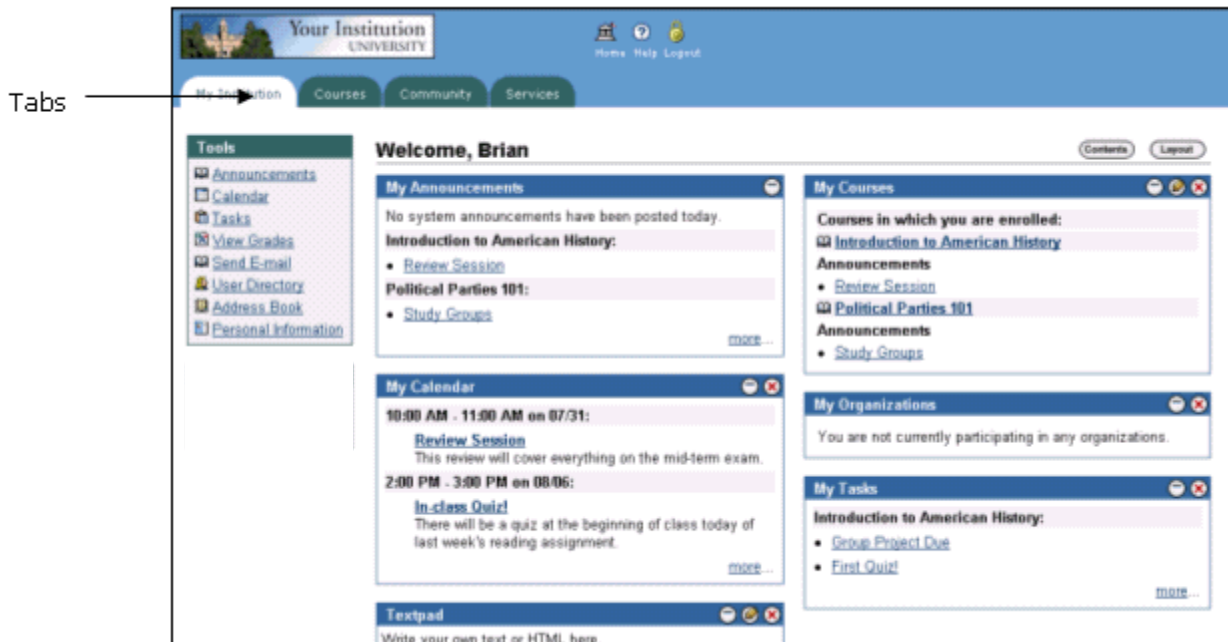 Your Institution
UNIVERSITY
Home Help Logout
Tabs
My Institution
Courses
Community
Services
Tools
Announcements
Calendar
Tasks
View Grades
Send E-mail
User Directory
Address Book
Personal Information
Welcome, Brian
Contents
Layout
My Announcements
No system announcements have been posted today.
Introduction to American History:
• Review Session
Political Parties 101:
• Study Groups
more...
My Calendar
10:00 AM - 11:00 AM on 07/31:
Review Session
This review will cover everything on the mid-term exam.
2:00 PM - 3:00 PM on 08/06:
In-class Quiz!
There will be a quiz at the beginning of class today of
last week's reading assignment.
more...
Textpad
Write your own text or HTML here
My Courses
Courses in which you are enrolled:
Introduction to American History
Announcements
• Review Session
Political Parties 101
Announcements
• Study Groups
My Organizations
You are not currently participating in any organizations.
My Tasks
Introduction to American History:
• Group Project Due
• First Quiz!
more...